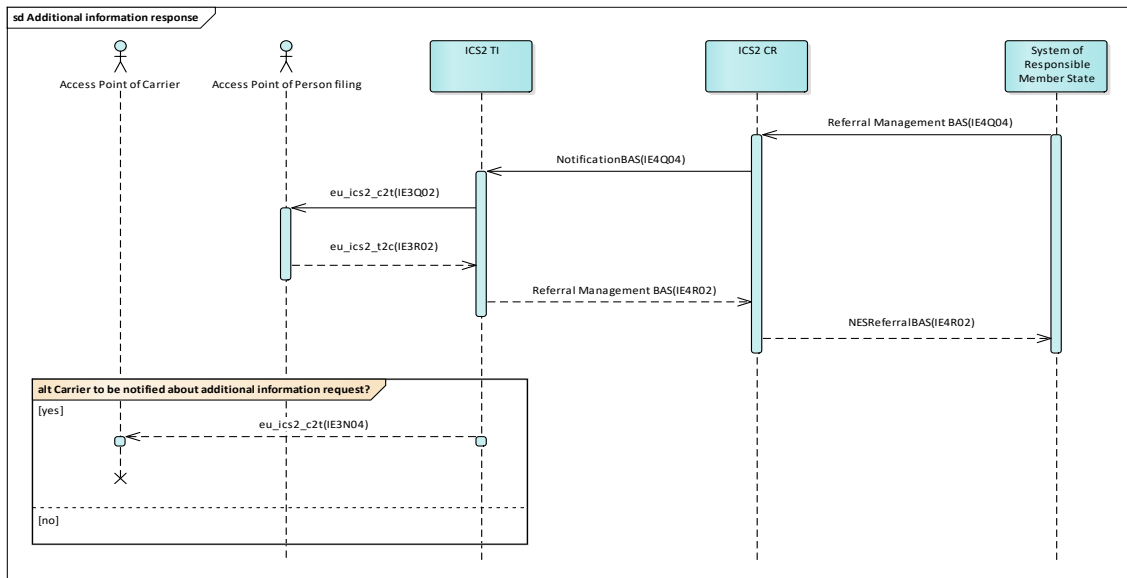 sd Additional information response
Access Point of Carrier
Access Point of Person filing
ICS2 TI
ICS2 CR
System of
Responsible
Member State
Referral Management BAS(IE4Q04)
NotificationBAS(IE4Q04)
eu_ics2_c2t(IE3Q02)
eu_ics2_t2c(IE3R02)
Referral Management BAS(IE4R02)
NESReferralBAS(IE4R02)
alt Carrier to be notified about additional information request?
[yes]
eu_ics2_c2t(IE3N04)
[no]